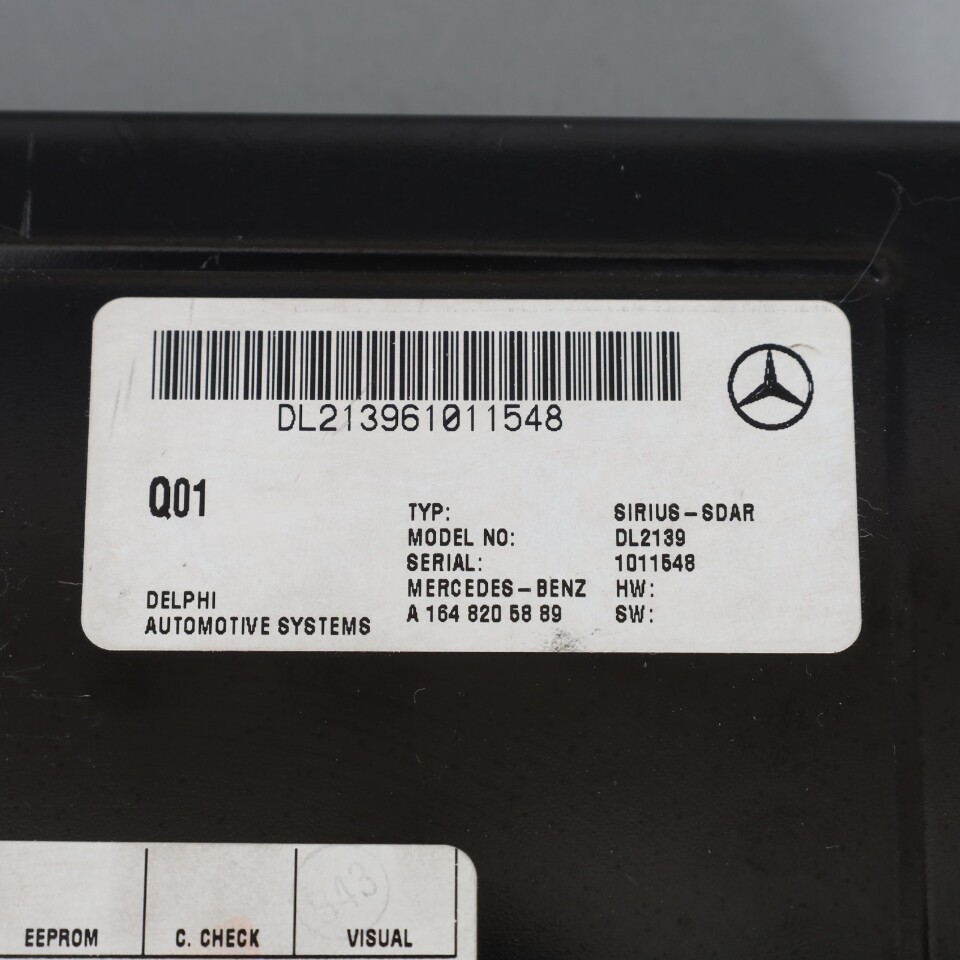 DL213961011548
Q01
TYP: SIRIUS-SDAR
MODEL NO: DL2139
SERIAL: 1011548
MERCEDES-BENZ HW:
A 164 820 58 89 SW:
DELPHI
AUTOMOTIVE SYSTEMS
343
EEPROM C. CHECK VISUAL